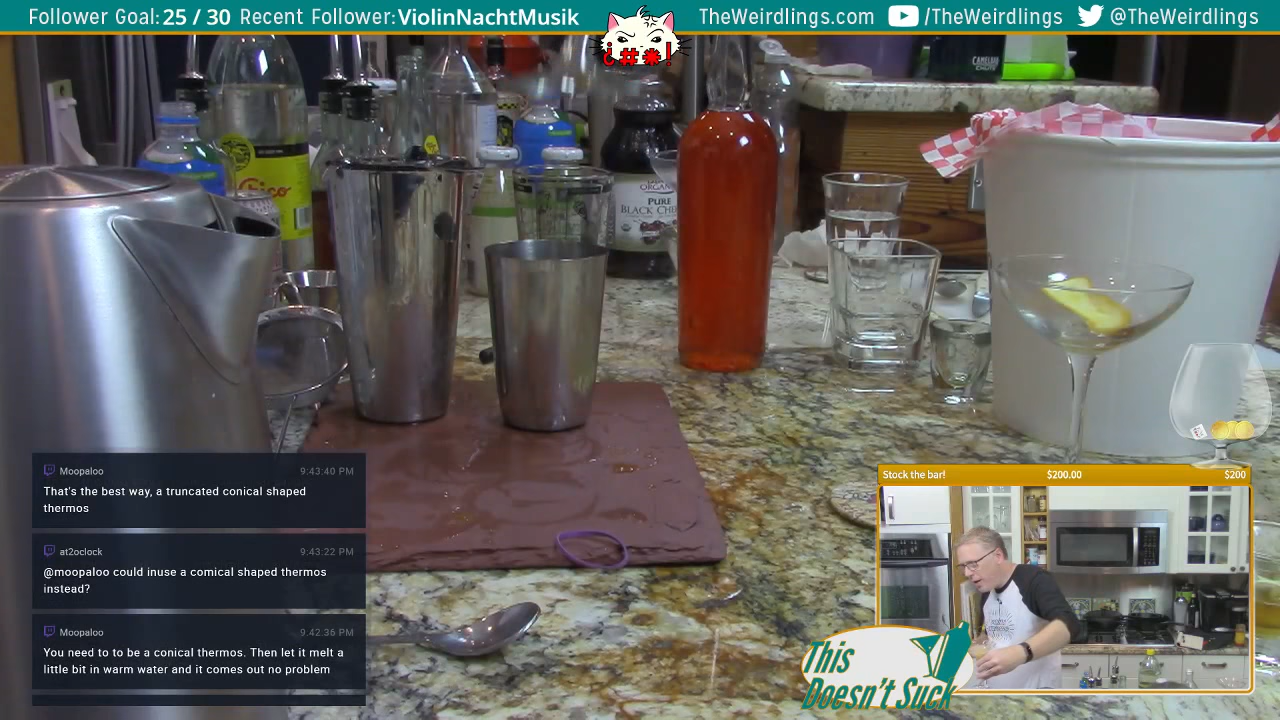 Follower Goal: 25 / 30 Recent Follower: ViolinNachtMusik
¿#*!
TheWeirdlings.com /TheWeirdlings @TheWeirdlings
CAMELBAK
CHUTE
Chico
ORGANIC
PURE
BLACK CHE
Moopaloo 9:43:40 PM
That's the best way, a truncated conical shaped
thermos
at2oclock 9:43:22 PM
@moopaloo could inuse a comical shaped thermos
instead?
Moopaloo 9:42:36 PM
You need to to be a conical thermos. Then let it melt a
little bit in warm water and it comes out no problem
Stock the bar! $200.00 $200
This
Doesn't Suck